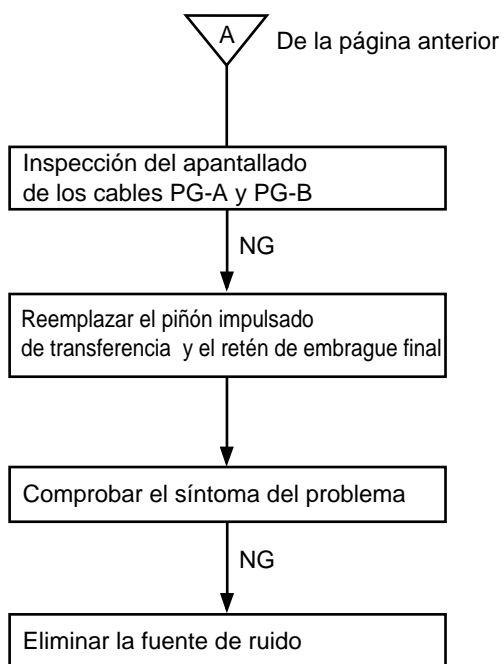 A
De la página anterior
Inspección del apantallado
de los cables PG-A y PG-B
NG
Reemplazar el piñón impulsado
de transferencia y el retén de embrague final
Comprobar el síntoma del problema
NG
Eliminar la fuente de ruido